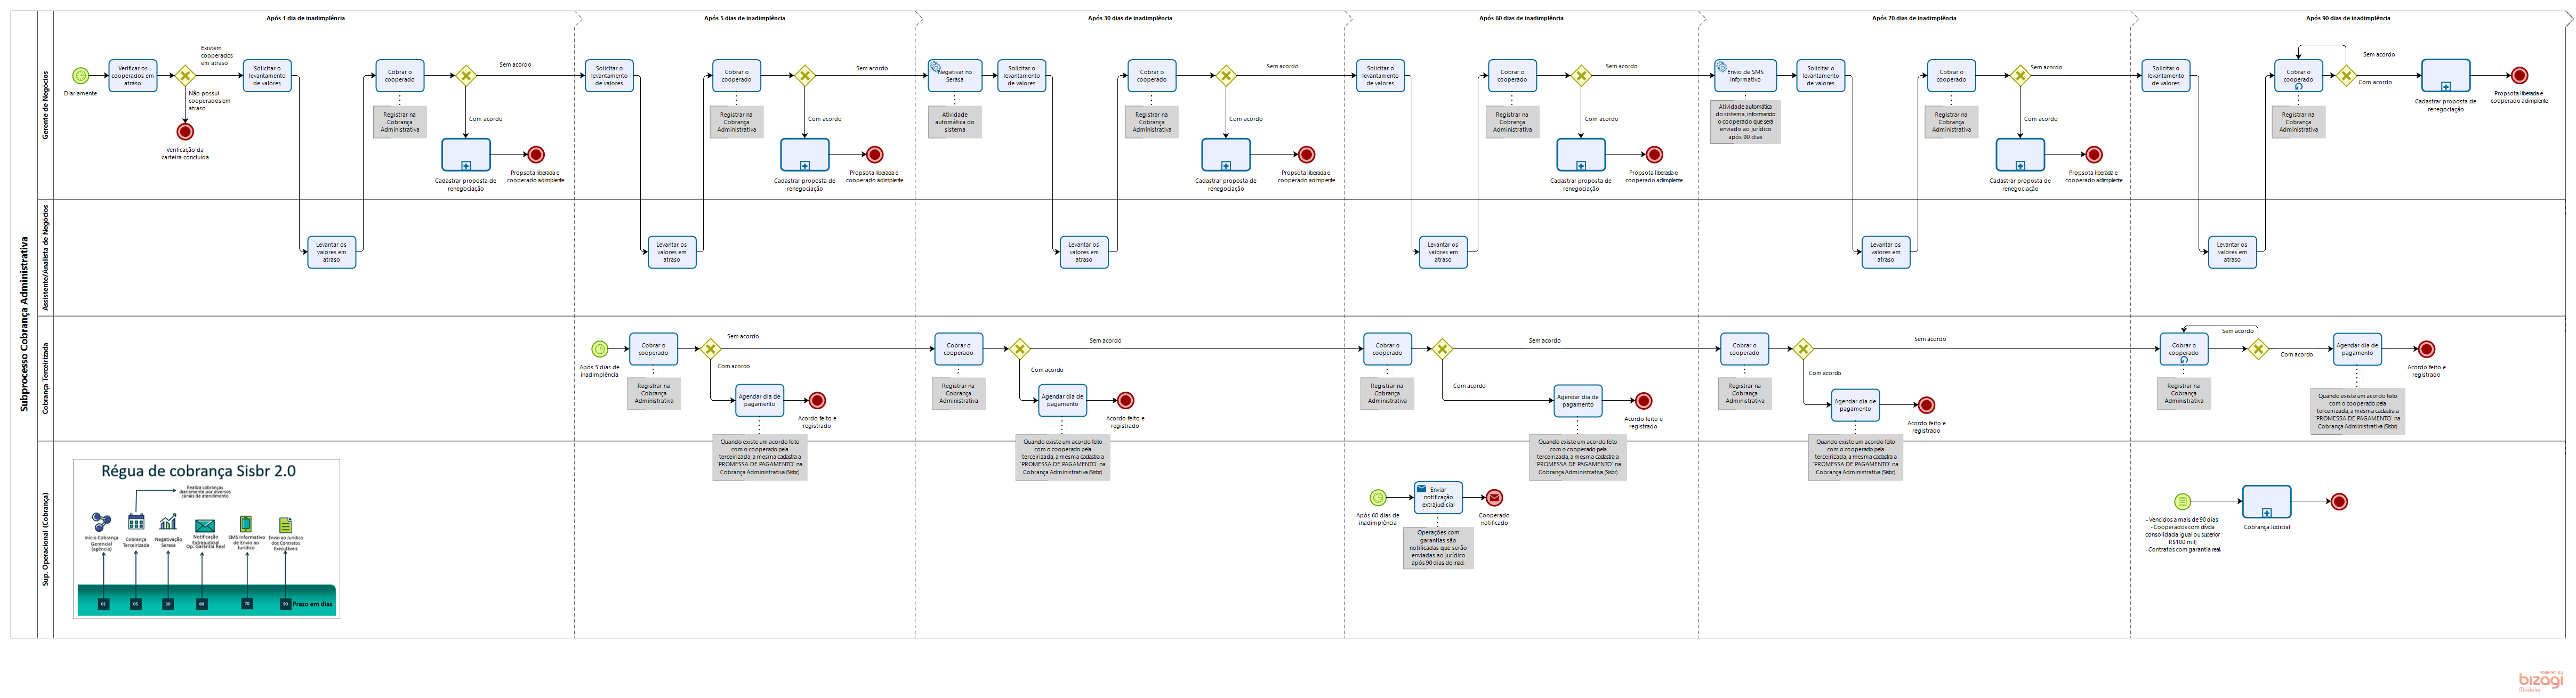 Subprocesso Cobrança Administrativa
Após 1 dia de inadimplência
Após 5 dias de inadimplência
Após 30 dias de inadimplência
Após 60 dias de inadimplência
Após 70 dias de inadimplência
Após 90 dias de inadimplência
Gerente de Negócios
Diariamente
Verificar os
cooperados em
atraso
Existem
cooperados
em atraso
Não possui
cooperados em
atraso
Verificação da
carteira concluída
Solicitar o
levantamento
de valores
Cobrar o
cooperado
Registrar na
Cobrança
Administrativa
Sem acordo
Com acordo
Cadastrar proposta de
renegociação
Propsota liberada e
cooperado adimplente
Solicitar o
levantamento
de valores
Cobrar o
cooperado
Registrar na
Cobrança
Administrativa
Sem acordo
Com acordo
Cadastrar proposta de
renegociação
Propsota liberada e
cooperado adimplente
Negativar no
Serasa
Atividade
automática do
sistema
Solicitar o
levantamento
de valores
Cobrar o
cooperado
Registrar na
Cobrança
Administrativa
Sem acordo
Com acordo
Cadastrar proposta de
renegociação
Propsota liberada e
cooperado adimplente
Solicitar o
levantamento
de valores
Cobrar o
cooperado
Registrar na
Cobrança
Administrativa
Sem acordo
Com acordo
Cadastrar proposta de
renegociação
Propsota liberada e
cooperado adimplente
Envio de SMS
informativo
Atividade automática
do sistema, informando
o cooperado que será
enviado ao jurídico
após 90 dias.
Solicitar o
levantamento
de valores
Cobrar o
cooperado
Registrar na
Cobrança
Administrativa
Sem acordo
Com acordo
Cadastrar proposta de
renegociação
Propsota liberada e
cooperado adimplente
Solicitar o
levantamento
de valores
Cobrar o
cooperado
Registrar na
Cobrança
Administrativa
Sem acordo
Com acordo
Cadastrar proposta de
renegociação
Propsota liberada e
cooperado adimplente
Assistente/Analista de Negócios
Levantar os
valores em
atraso
Levantar os
valores em
atraso
Levantar os
valores em
atraso
Levantar os
valores em
atraso
Levantar os
valores em
atraso
Levantar os
valores em
atraso
Cobrança Terceirizada
Após 5 dias de
inadimplência
Cobrar o
cooperado
Registrar na
Cobrança
Administrativa
Sem acordo
Com acordo
Agendar dia de
pagamento
Acordo feito e
registrado
Quando existe um acordo feito
com o cooperado pela
terceirizada, a mesma cadastra a
'PROMESSA DE PAGAMENTO' na
Cobrança Administrativa (Sisbr)
Cobrar o
cooperado
Registrar na
Cobrança
Administrativa
Sem acordo
Com acordo
Agendar dia de
pagamento
Acordo feito e
registrado
Quando existe um acordo feito
com o cooperado pela
terceirizada, a mesma cadastra a
'PROMESSA DE PAGAMENTO' na
Cobrança Administrativa (Sisbr)
Cobrar o
cooperado
Registrar na
Cobrança
Administrativa
Sem acordo
Com acordo
Agendar dia de
pagamento
Acordo feito e
registrado
Quando existe um acordo feito
com o cooperado pela
terceirizada, a mesma cadastra a
'PROMESSA DE PAGAMENTO' na
Cobrança Administrativa (Sisbr)
Cobrar o
cooperado
Registrar na
Cobrança
Administrativa
Sem acordo
Com acordo
Agendar dia de
pagamento
Acordo feito e
registrado
Quando existe um acordo feito
com o cooperado pela
terceirizada, a mesma cadastra a
'PROMESSA DE PAGAMENTO' na
Cobrança Administrativa (Sisbr)
Cobrar o
cooperado
Registrar na
Cobrança
Administrativa
Sem acordo
Com acordo
Agendar dia de
pagamento
Acordo feito e
registrado
Quando existe um acordo feito
com o cooperado pela
terceirizada, a mesma cadastra a
'PROMESSA DE PAGAMENTO' na
Cobrança Administrativa (Sisbr)
Sup. Operacional (Cobrança)
Régua de cobrança Sisbr 2.0
Realiza cobranças
diariamente por diversos
canais de atendimento
Início Cobrança
Gerencial
(agência)
Cobrança
Terceirizada
Negativação
Serasa
Notificação
Extrajudicial
Op. Garantia Real
SMS Informativo
de Envio ao
Jurídico
Envio ao Jurídico
dos Contratos
Executáveis
01
05
30
60
70
90
Prazo em dias
Após 60 dias de
inadimplência
Enviar
notificação
extrajudicial
Cooperado
notificado
Operações com
garantias são
notificadas que serão
enviadas ao jurídico
após 90 dias de inad.
- Vencidos a mais de 90 dias;
- Cooperados com dívida
consolidada igual ou superior
R$100 mil;
- Contratos com garantia real.
Cobrança Judicial
Powered by
bizagi
Modeler